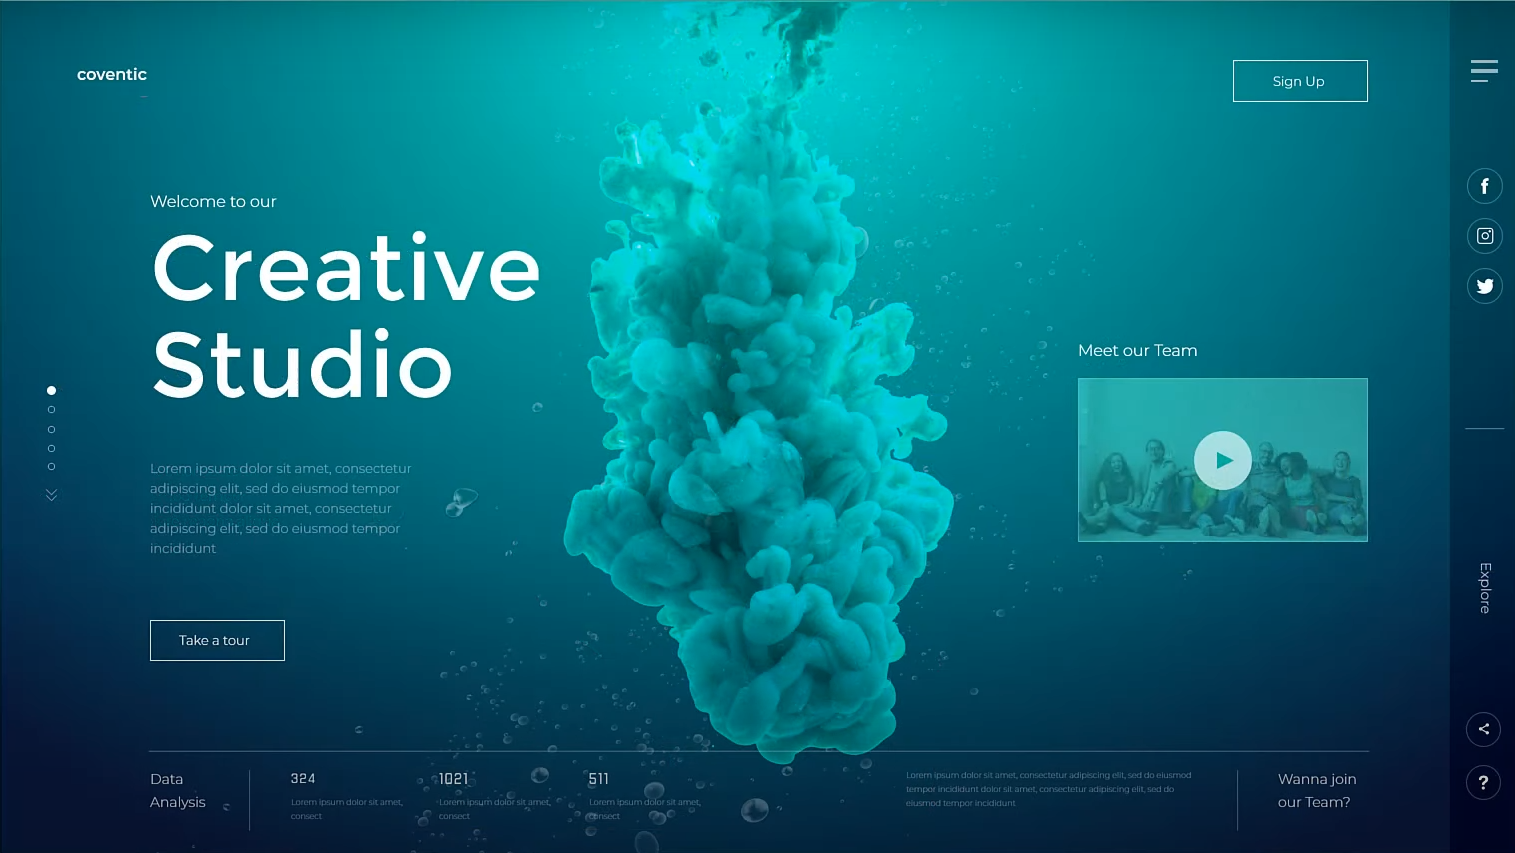 coventic
Sign Up
Welcome to our
Creative
Studio
Meet our Team
Lorem ipsum dolor sit amet, consectetur
adipiscing elit, sed do eiusmod tempor
incididunt dolor sit amet, consectetur
adipiscing elit, sed do eiusmod tempor
incididunt
Take a tour
Explore
Data
Analysis
324
Lorem ipsum dolor sit amet,
consect
1021
Lorem ipsum dolor sit amet,
consect
511
Lorem ipsum dolor sit amet,
consect
Lorem ipsum dolor sit amet, consectetur adipiscing elit, sed do eiusmod
tempor incididunt dolor sit amet, consectetur adipiscing elit, sed do
eiusmod tempor incididunt
Wanna join
our Team?
?